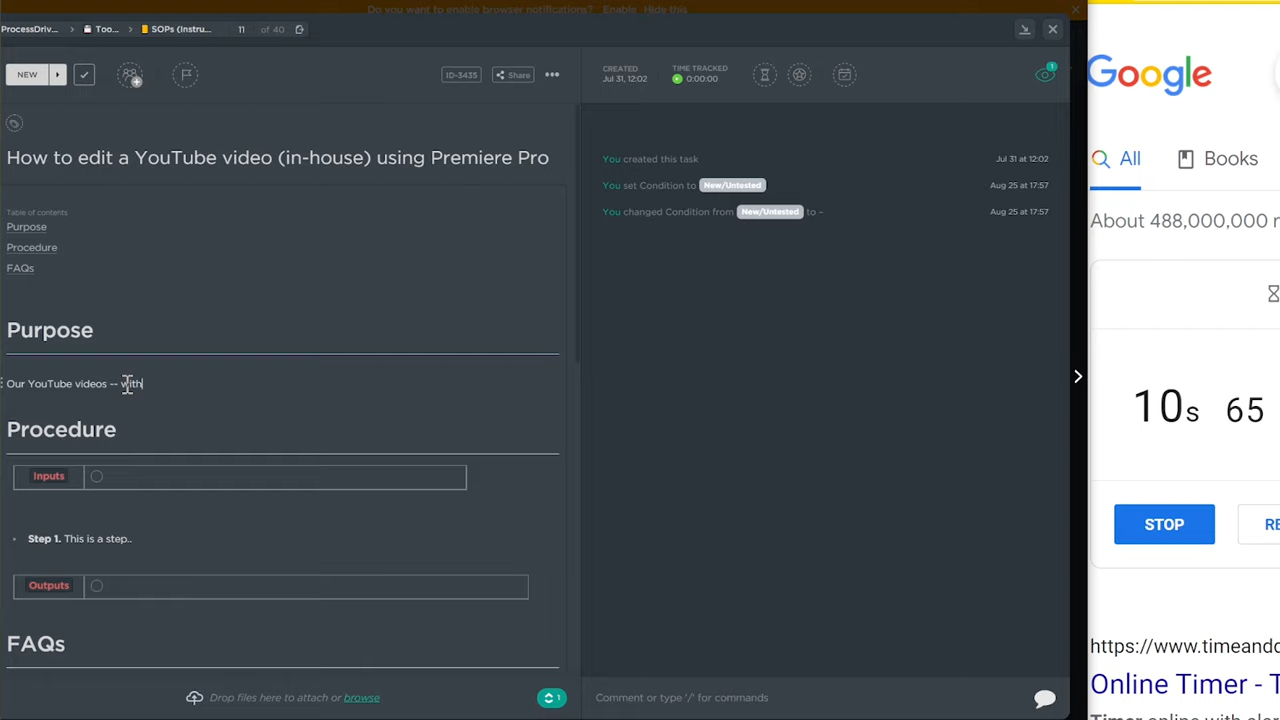 Do you want to enable browser notifications? Enable Hide this
ProcessDriv... > Too... > SOPs (Instru... 11 of 40
NEW
ID-3435
Share
CREATED
Jul 31, 12:02
TIME TRACKED
0:00:00
1
How to edit a YouTube video (in-house) using Premiere Pro
Table of contents
Purpose
Procedure
FAQs
Purpose
Our YouTube videos -- with
Procedure
Inputs
Step 1. This is a step..
Outputs
FAQs
Drop files here to attach or browse
1
You created this task Jul 31 at 12:02
You set Condition to New/Untested Aug 25 at 17:57
You changed Condition from New/Untested to – Aug 25 at 17:57
Comment or type '/' for commands
Google
All Books
About 488,000,000 r
10s 65
STOP RE
https://www.timeand
Online Timer - T
Timer online with